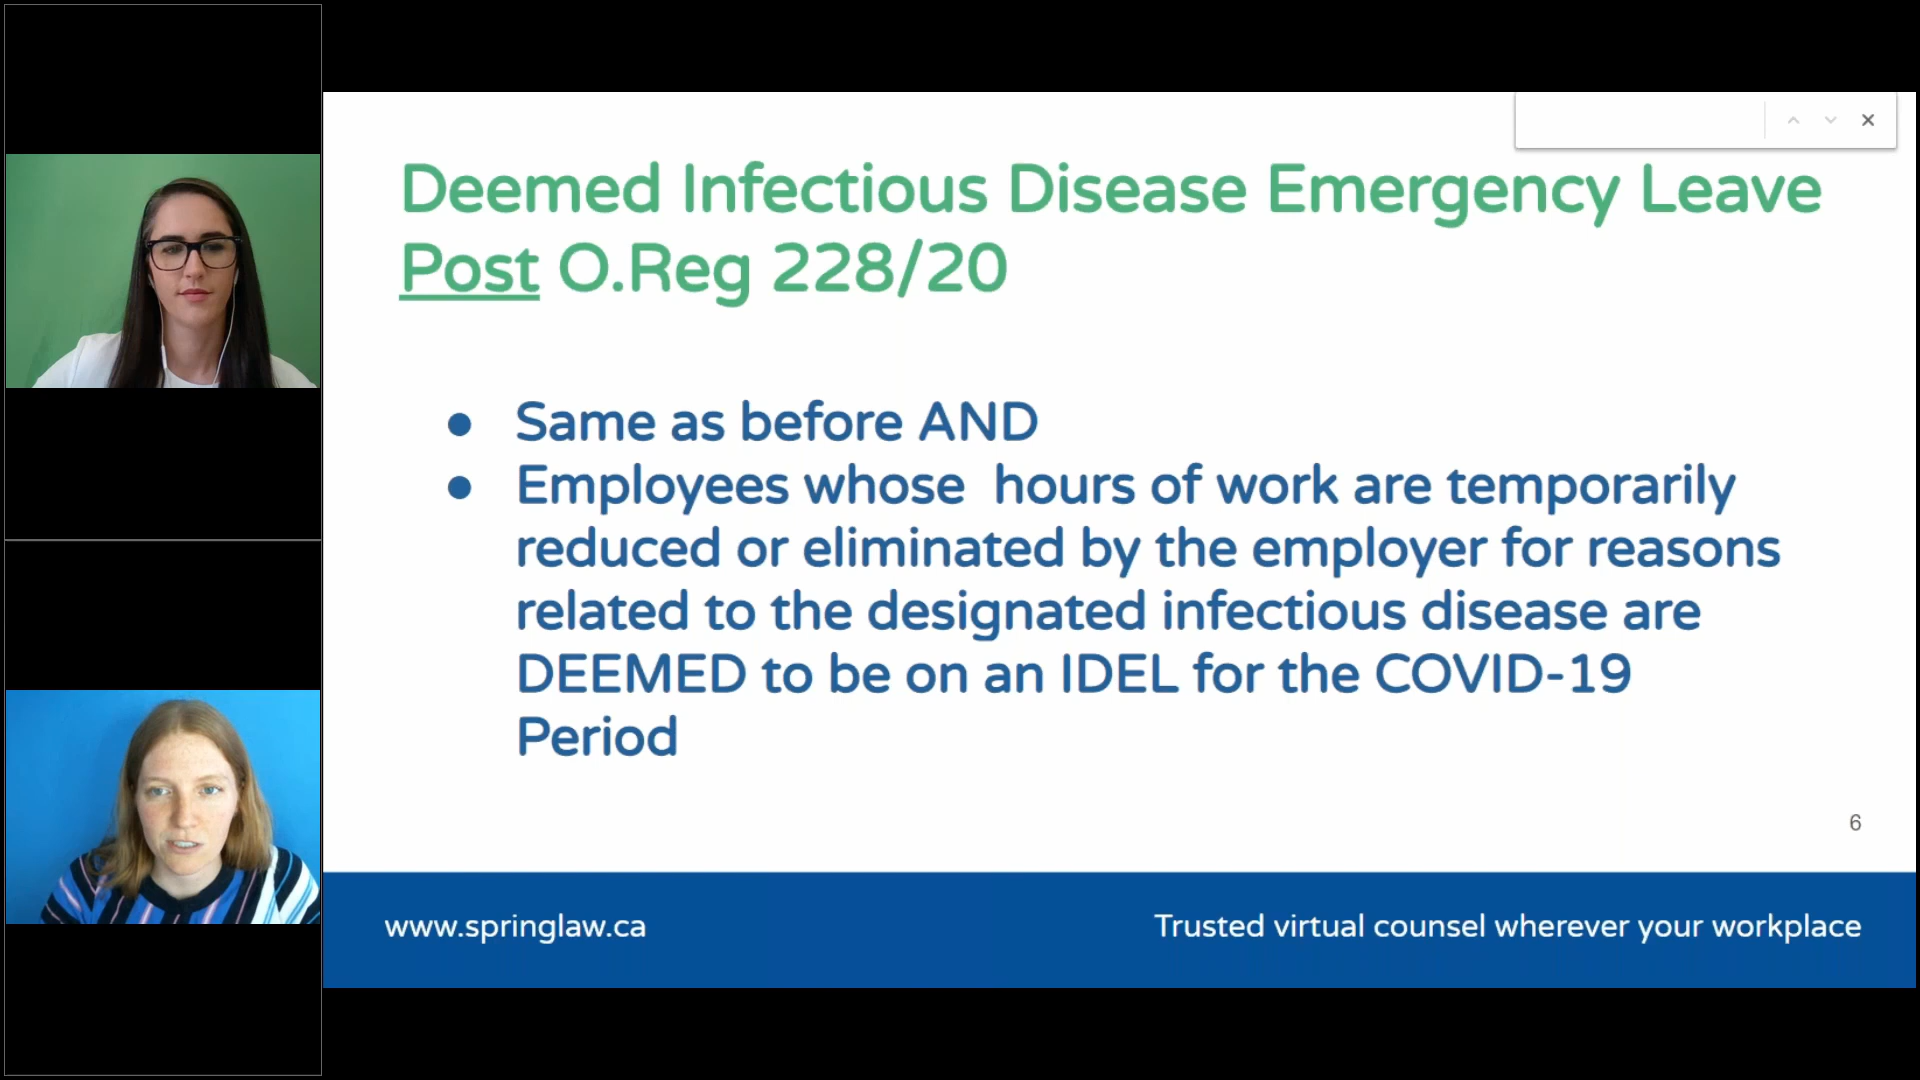 Deemed Infectious Disease Emergency Leave
Post O.Reg 228/20
● Same as before AND
● Employees whose  hours of work are temporarily
reduced or eliminated by the employer for reasons
related to the designated infectious disease are
DEEMED to be on an IDEL for the COVID-19
Period
6
www.springlaw.ca
Trusted virtual counsel wherever your workplace